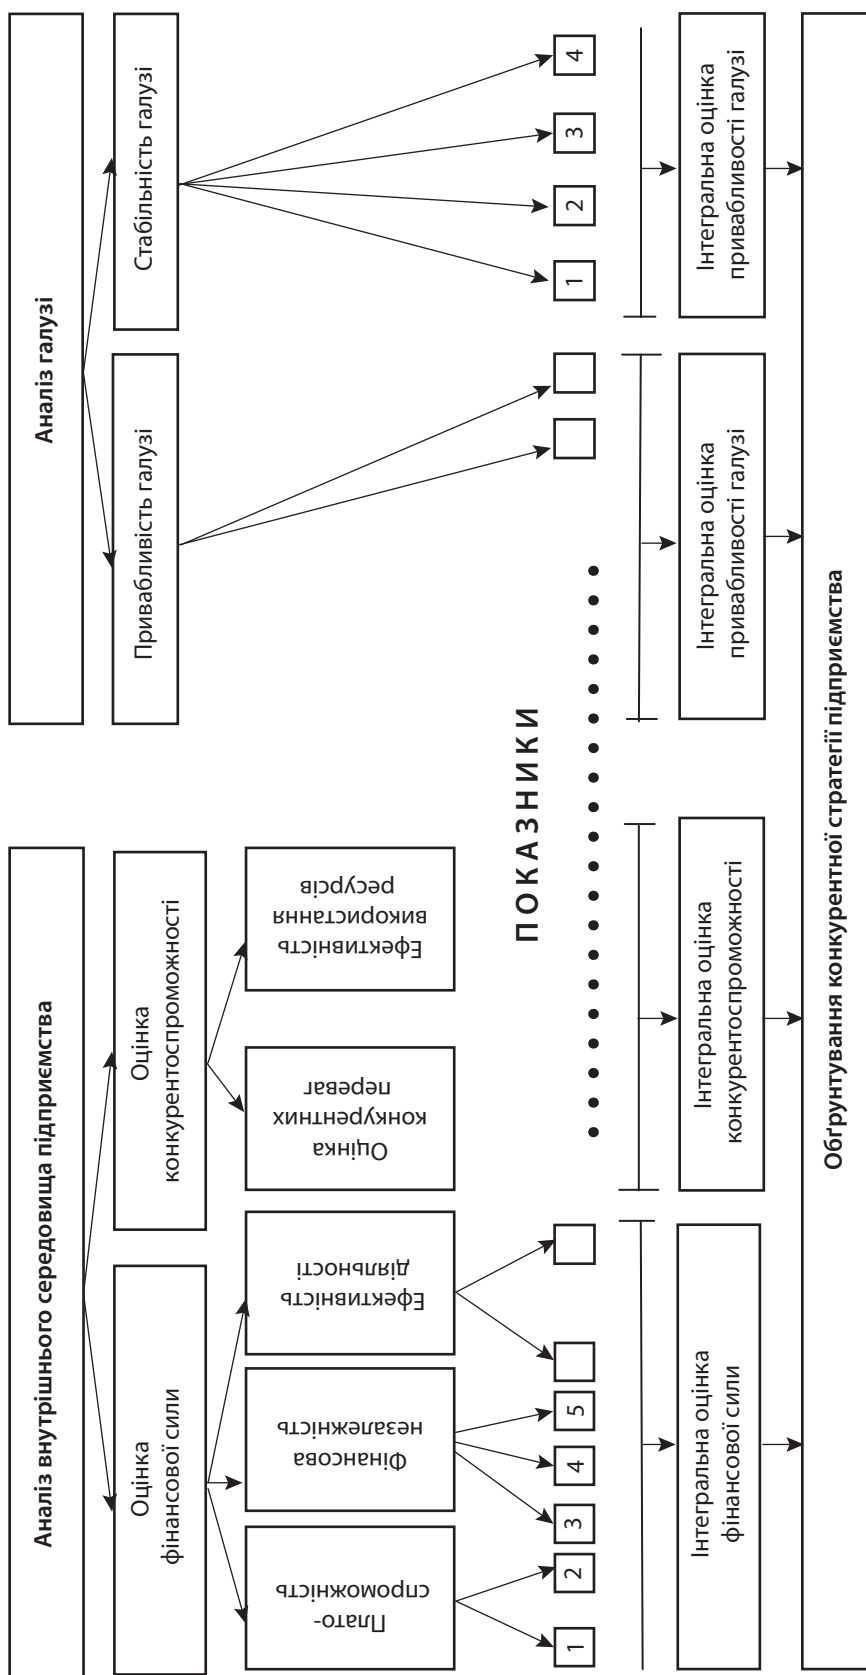 Аналіз внутрішнього середовища підприємства
Аналіз галузі
Оцінка
фінансової сили
Оцінка
конкурентоспроможності
Привабливість галузі
Стабільність галузі
Плато-
спроможність
Фінансова
незалежність
Ефективність
діяльності
Оцінка
конкурентних
переваг
Ефективність
використання
ресурсів
ПОКАЗНИКИ
1
2
3
4
5
1
2
3
4
Інтегральна оцінка
фінансової сили
Інтегральна оцінка
конкурентоспроможності
Інтегральна оцінка
привабливості галузі
Інтегральна оцінка
привабливості галузі
Обґрунтування конкурентної стратегії підприємства